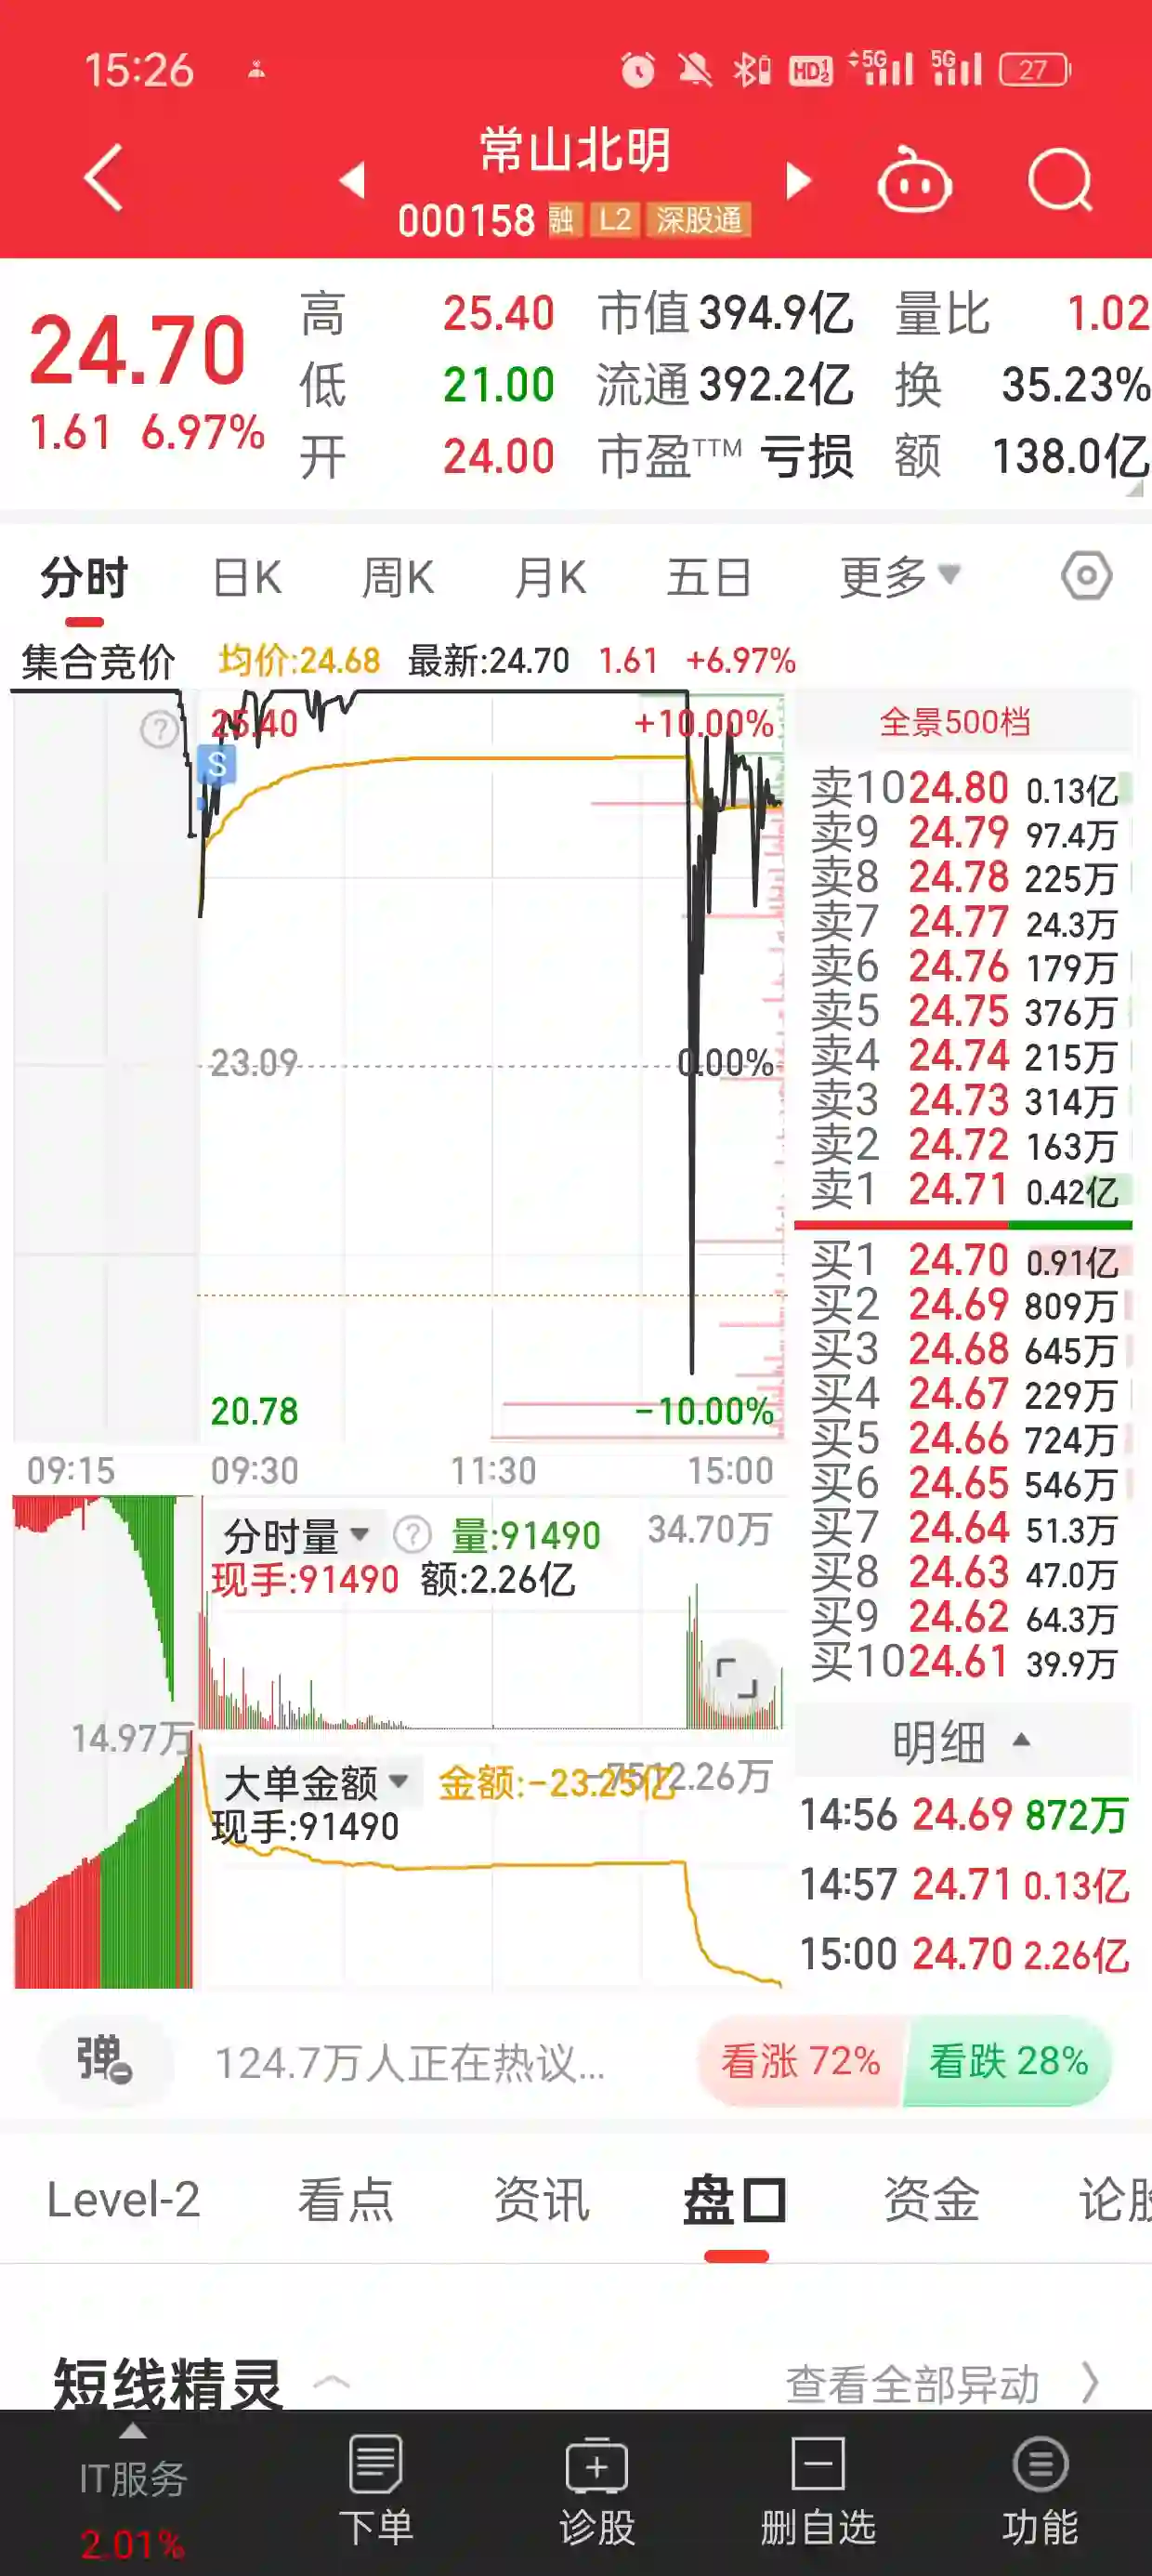 15:26 HD 1 2 5G 5G 27
常山北明
000158 融 L2 深股通
24.70
1.61 6.97%
高 25.40 市值 394.9亿 量比 1.02
低 21.00 流通 392.2亿 换 35.23%
开 24.00 市盈TTM 亏损 额 138.0亿
分时 日K 周K 月K 五日 更多
集合竞价 均价:24.68 最新:24.70 1.61 +6.97%
? 25.40 +10.00%
S
23.09 0.00%
20.78 -10.00%
09:15 09:30 11:30 15:00
分时量 ? 量:91490 34.70万
现手:91490 额:2.26亿
14.97万
大单金额 金额:-23.25亿
现手:91490
全景500档
卖10 24.80 0.13亿
卖9 24.79 97.4万
卖8 24.78 225万
卖7 24.77 24.3万
卖6 24.76 179万
卖5 24.75 376万
卖4 24.74 215万
卖3 24.73 314万
卖2 24.72 163万
卖1 24.71 0.42亿
买1 24.70 0.91亿
买2 24.69 809万
买3 24.68 645万
买4 24.67 229万
买5 24.66 724万
买6 24.65 546万
买7 24.64 51.3万
买8 24.63 47.0万
买9 24.62 64.3万
买10 24.61 39.9万
明细
14:56 24.69 872万
14:57 24.71 0.13亿
15:00 24.70 2.26亿
弹 124.7万人正在热议... 看涨 72% 看跌 28%
Level-2 看点 资讯 盘口 资金 论股
短线精灵 查看全部异动
IT服务
2.01%
下单 诊股 删自选 功能